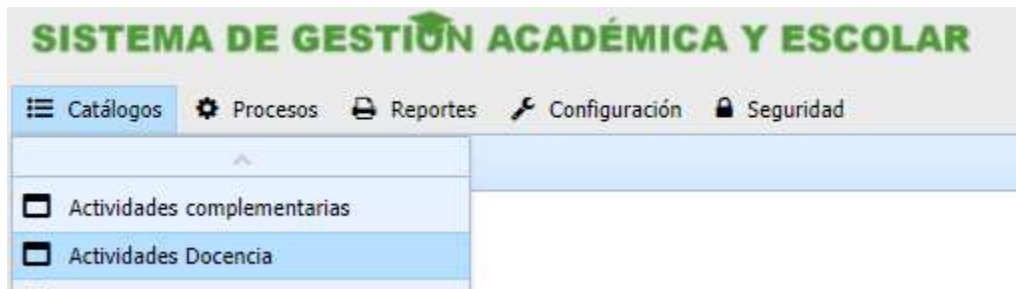 SISTEMA DE GESTIÓN ACADÉMICA Y ESCOLAR
Catálogos Procesos Reportes Configuración Seguridad
Actividades complementarias
Actividades Docencia